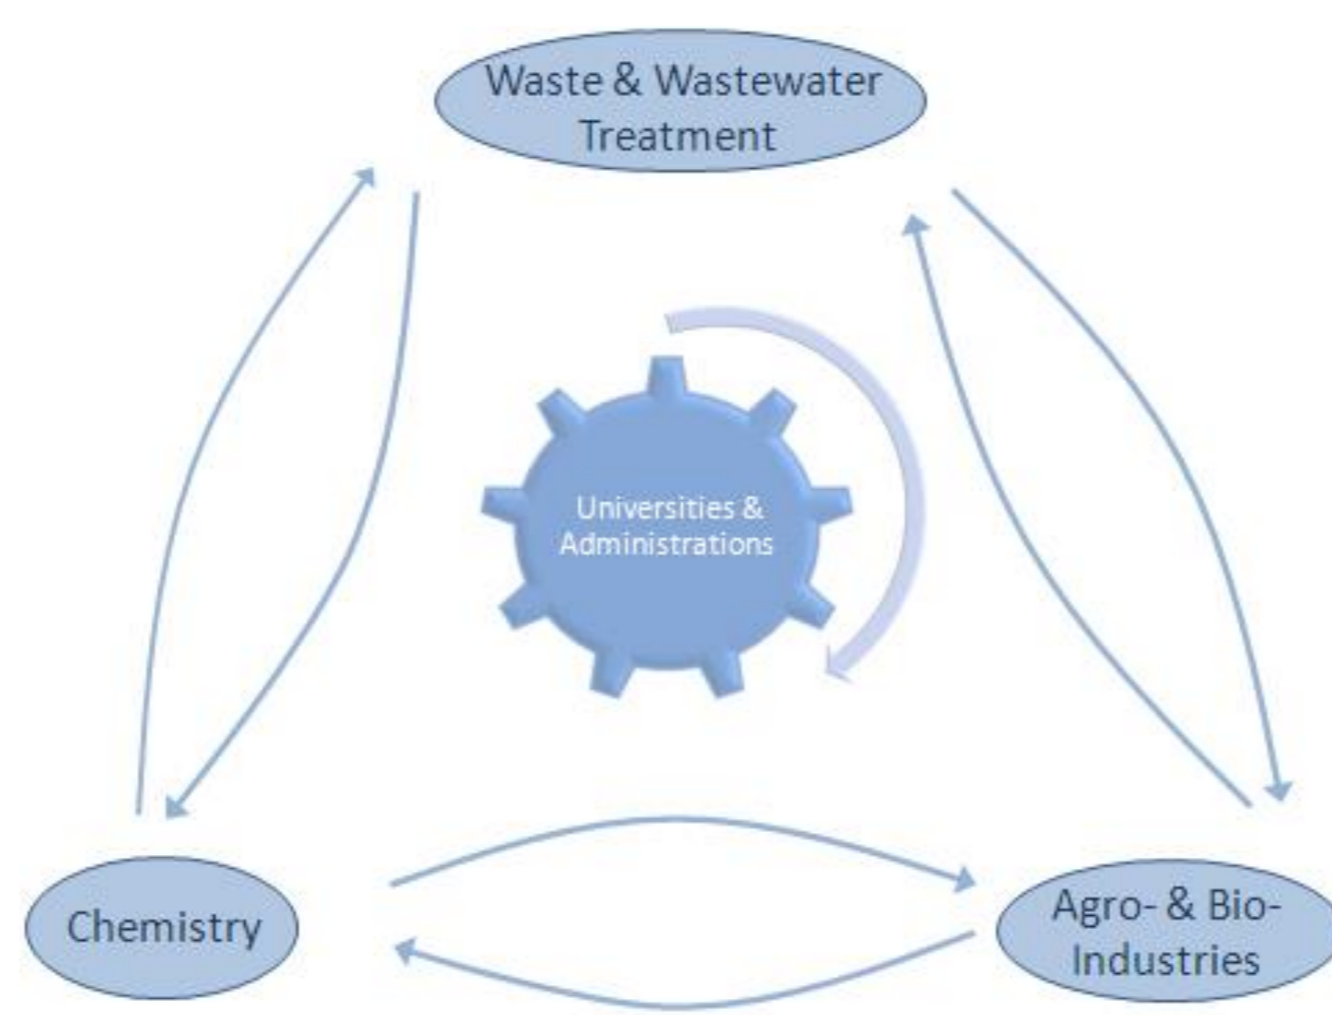 Waste & Wastewater
Treatment
Universities &
Administrations
Chemistry
Agro- & Bio-
Industries